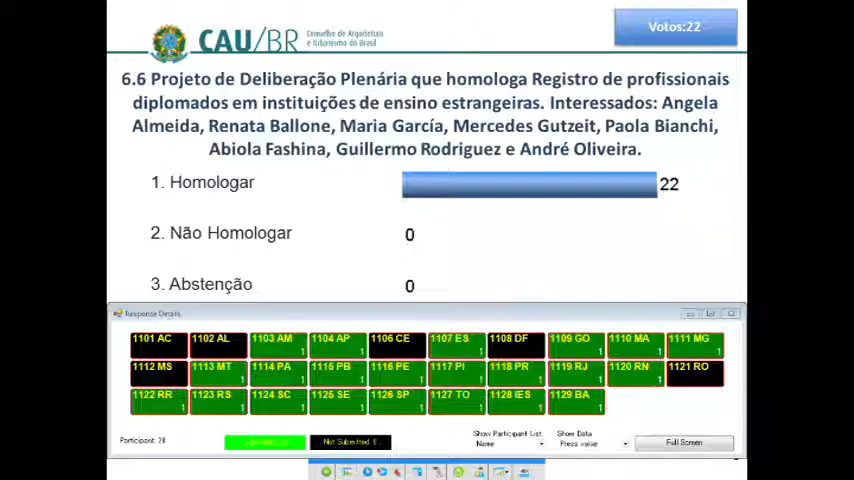 Votos:22
CAU/BR
Conselho de Arquitetura
e Urbanismo do Brasil
6.6 Projeto de Deliberação Plenária que homologa Registro de profissionais
diplomados em instituições de ensino estrangeiras. Interessados: Angela
Almeida, Renata Ballone, Maria García, Mercedes Gutzeit, Paola Bianchi,
Abiola Fashina, Guillermo Rodriguez e André Oliveira.
1. Homologar 22
2. Não Homologar 0
3. Abstenção 0
Response Details
1101 AC 1102 AL 1103 AM 1 1104 AP 1 1106 CE 1107 ES 1 1108 DF 1109 GO 1 1110 MA 1 1111 MG 1
1112 MS 1113 MT 1 1114 PA 1 1115 PB 1 1116 PE 1 1117 PI 1 1118 PR 1 1119 RJ 1 1120 RN 1 1121 RO
1122 RR 1 1123 RS 1 1124 SC 1 1125 SE 1 1126 SP 1 1127 TO 1 1128 IES 1 1129 BA 1
Show Participant List Show Data
Participant: 28 Not Submitted Name Press value Full Screen